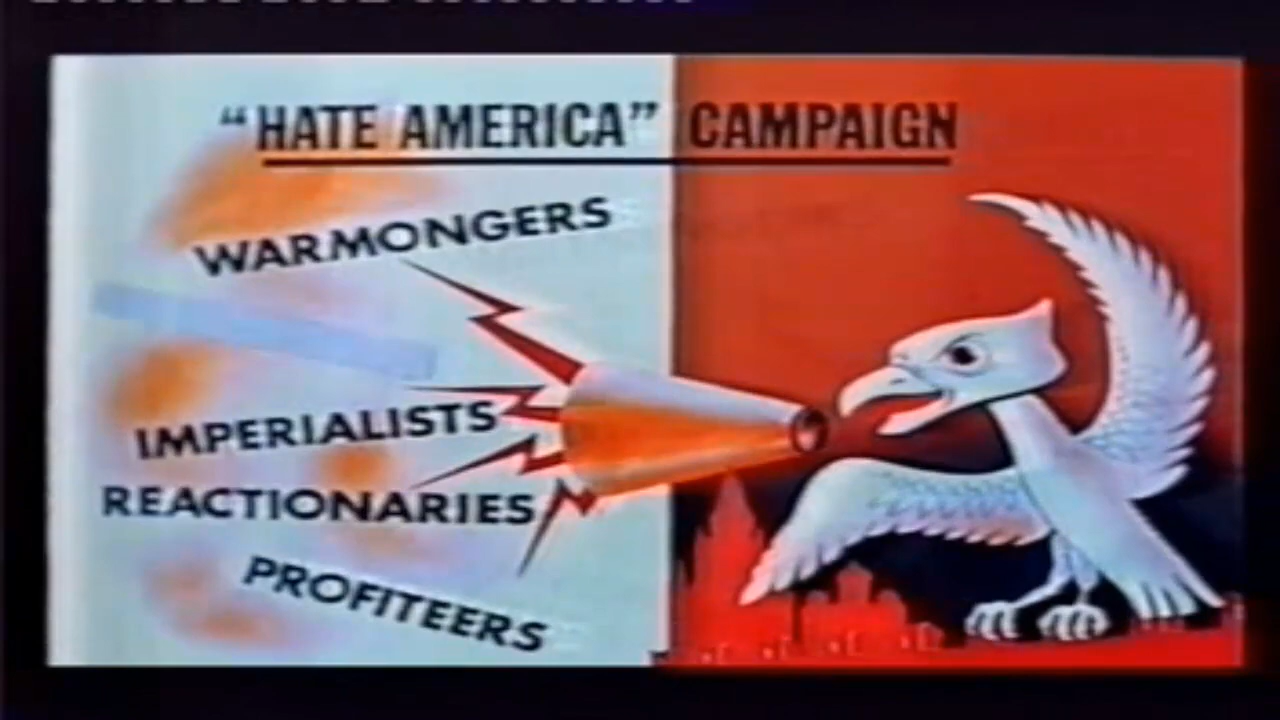 "HATE AMERICA" CAMPAIGN
WARMONGERS
IMPERIALISTS
REACTIONARIES
PROFITEERS